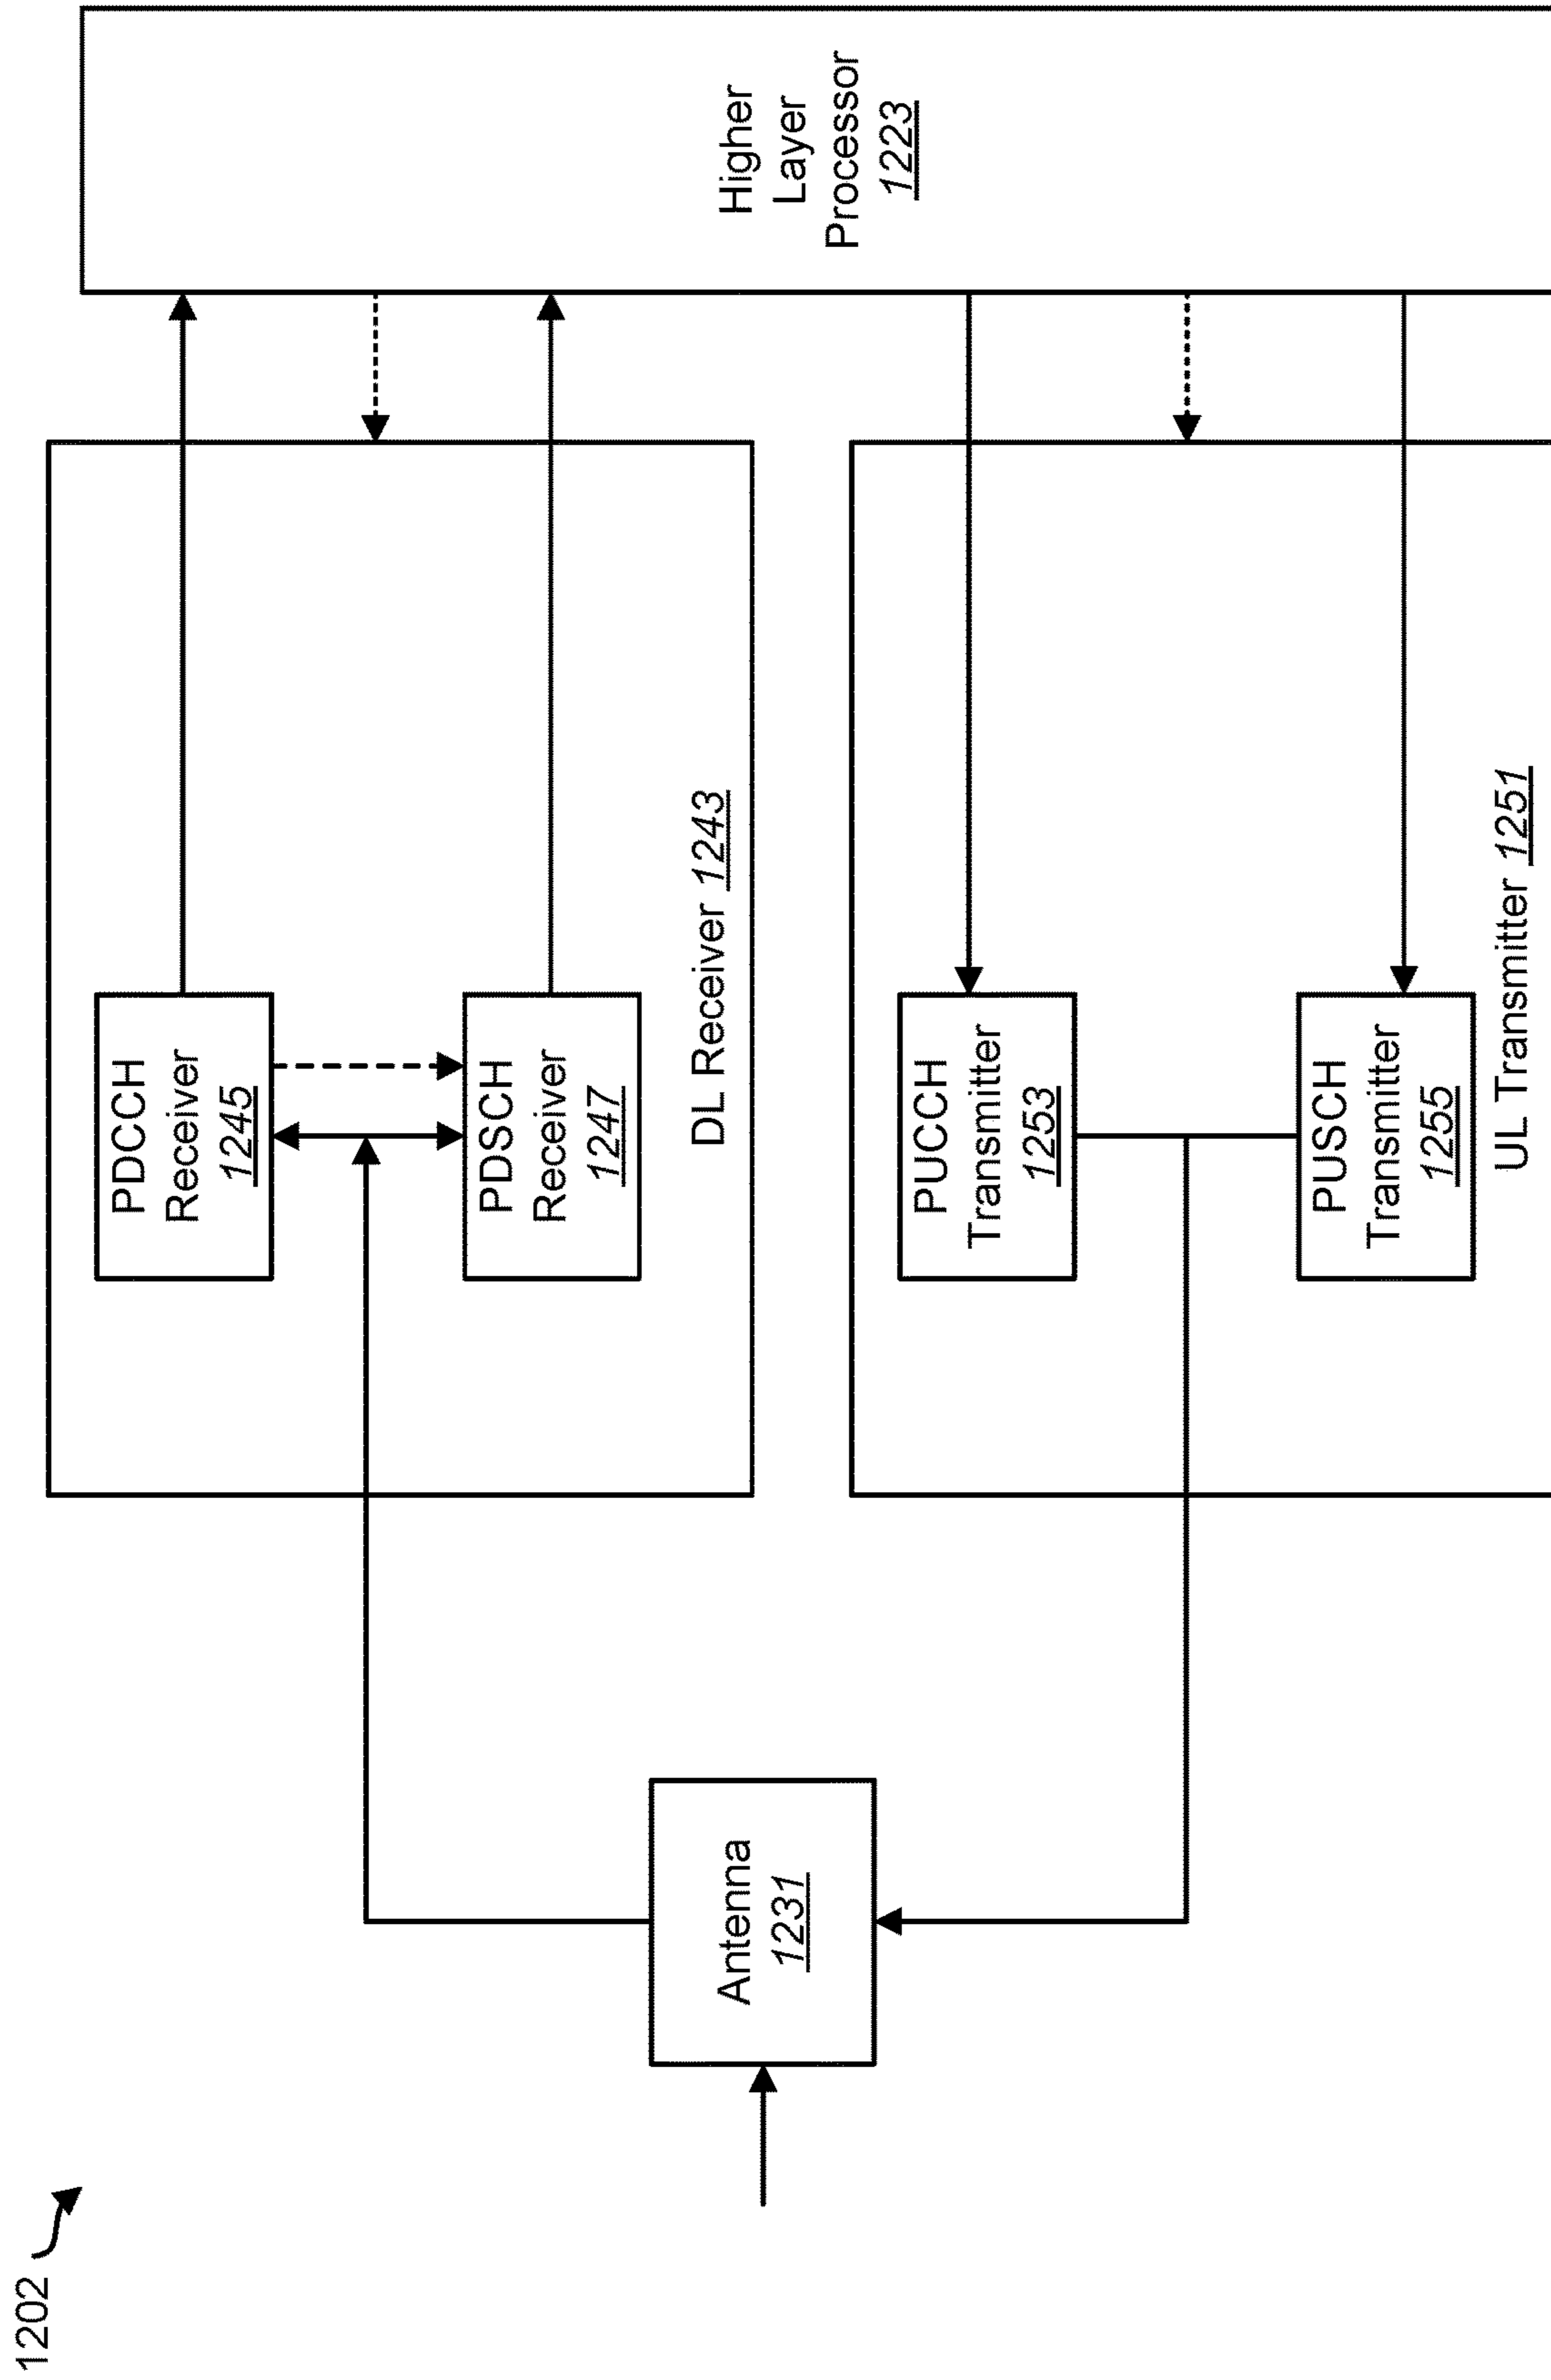 1202
Antenna
1231
PDCCH
Receiver
1245
PDSCH
Receiver
1247
DL Receiver 1243
PUCCH
Transmitter
1253
PUSCH
Transmitter
1255
UL Transmitter 1251
Higher
Layer
Processor
1223